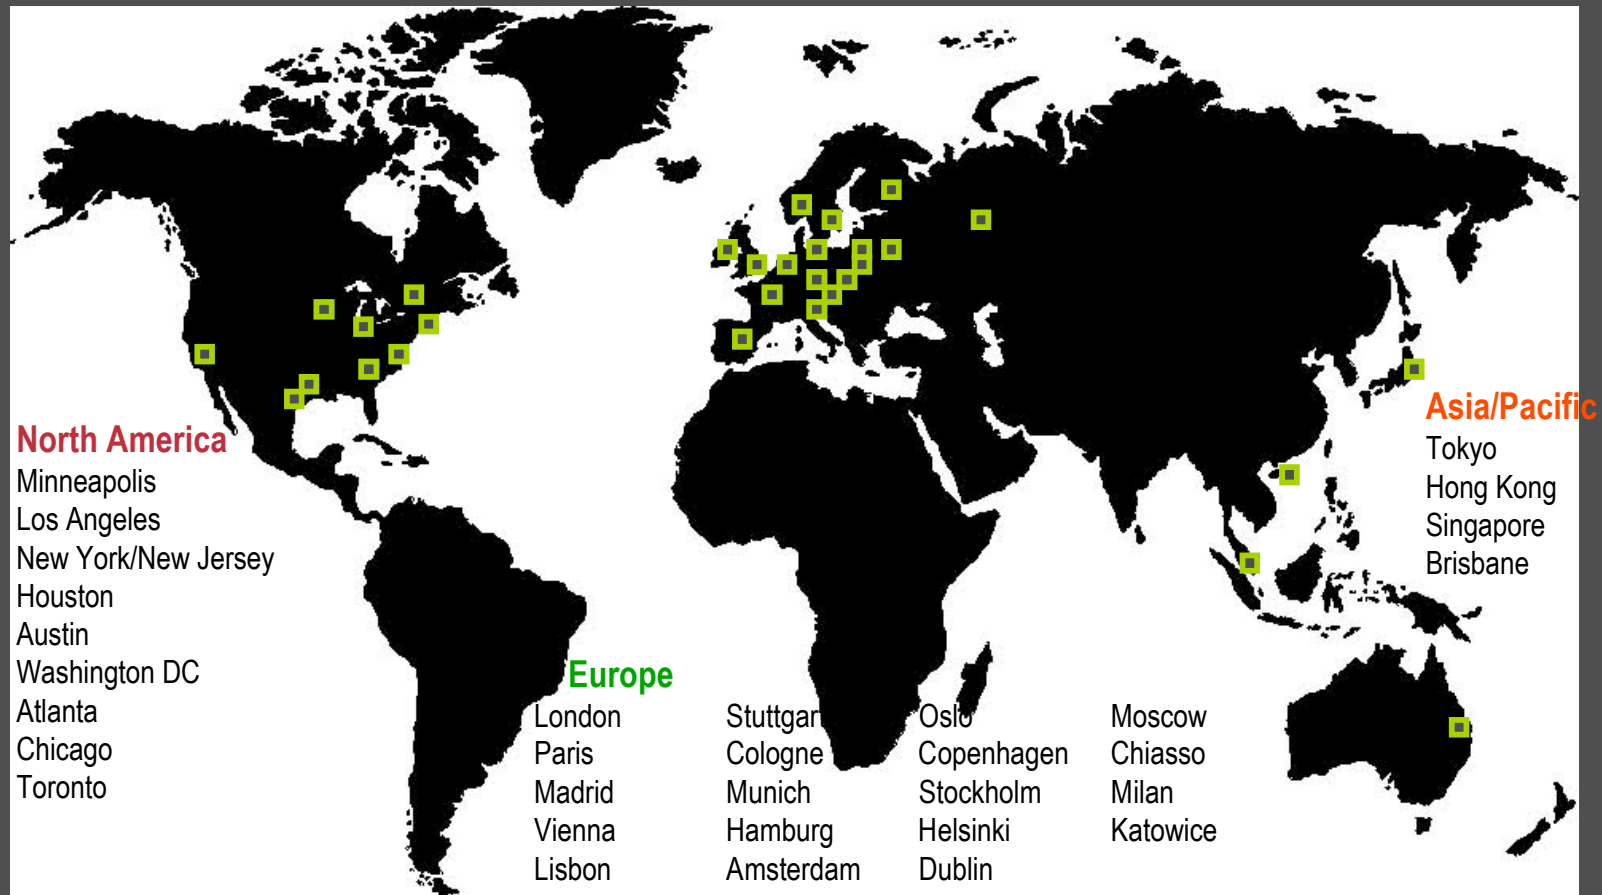 North America
Minneapolis
Los Angeles
New York/New Jersey
Houston
Austin
Washington DC
Atlanta
Chicago
Toronto
Europe
London
Paris
Madrid
Vienna
Lisbon
Stuttgart
Cologne
Munich
Hamburg
Amsterdam
Oslo
Copenhagen
Stockholm
Helsinki
Dublin
Moscow
Chiasso
Milan
Katowice
Asia/Pacific
Tokyo
Hong Kong
Singapore
Brisbane